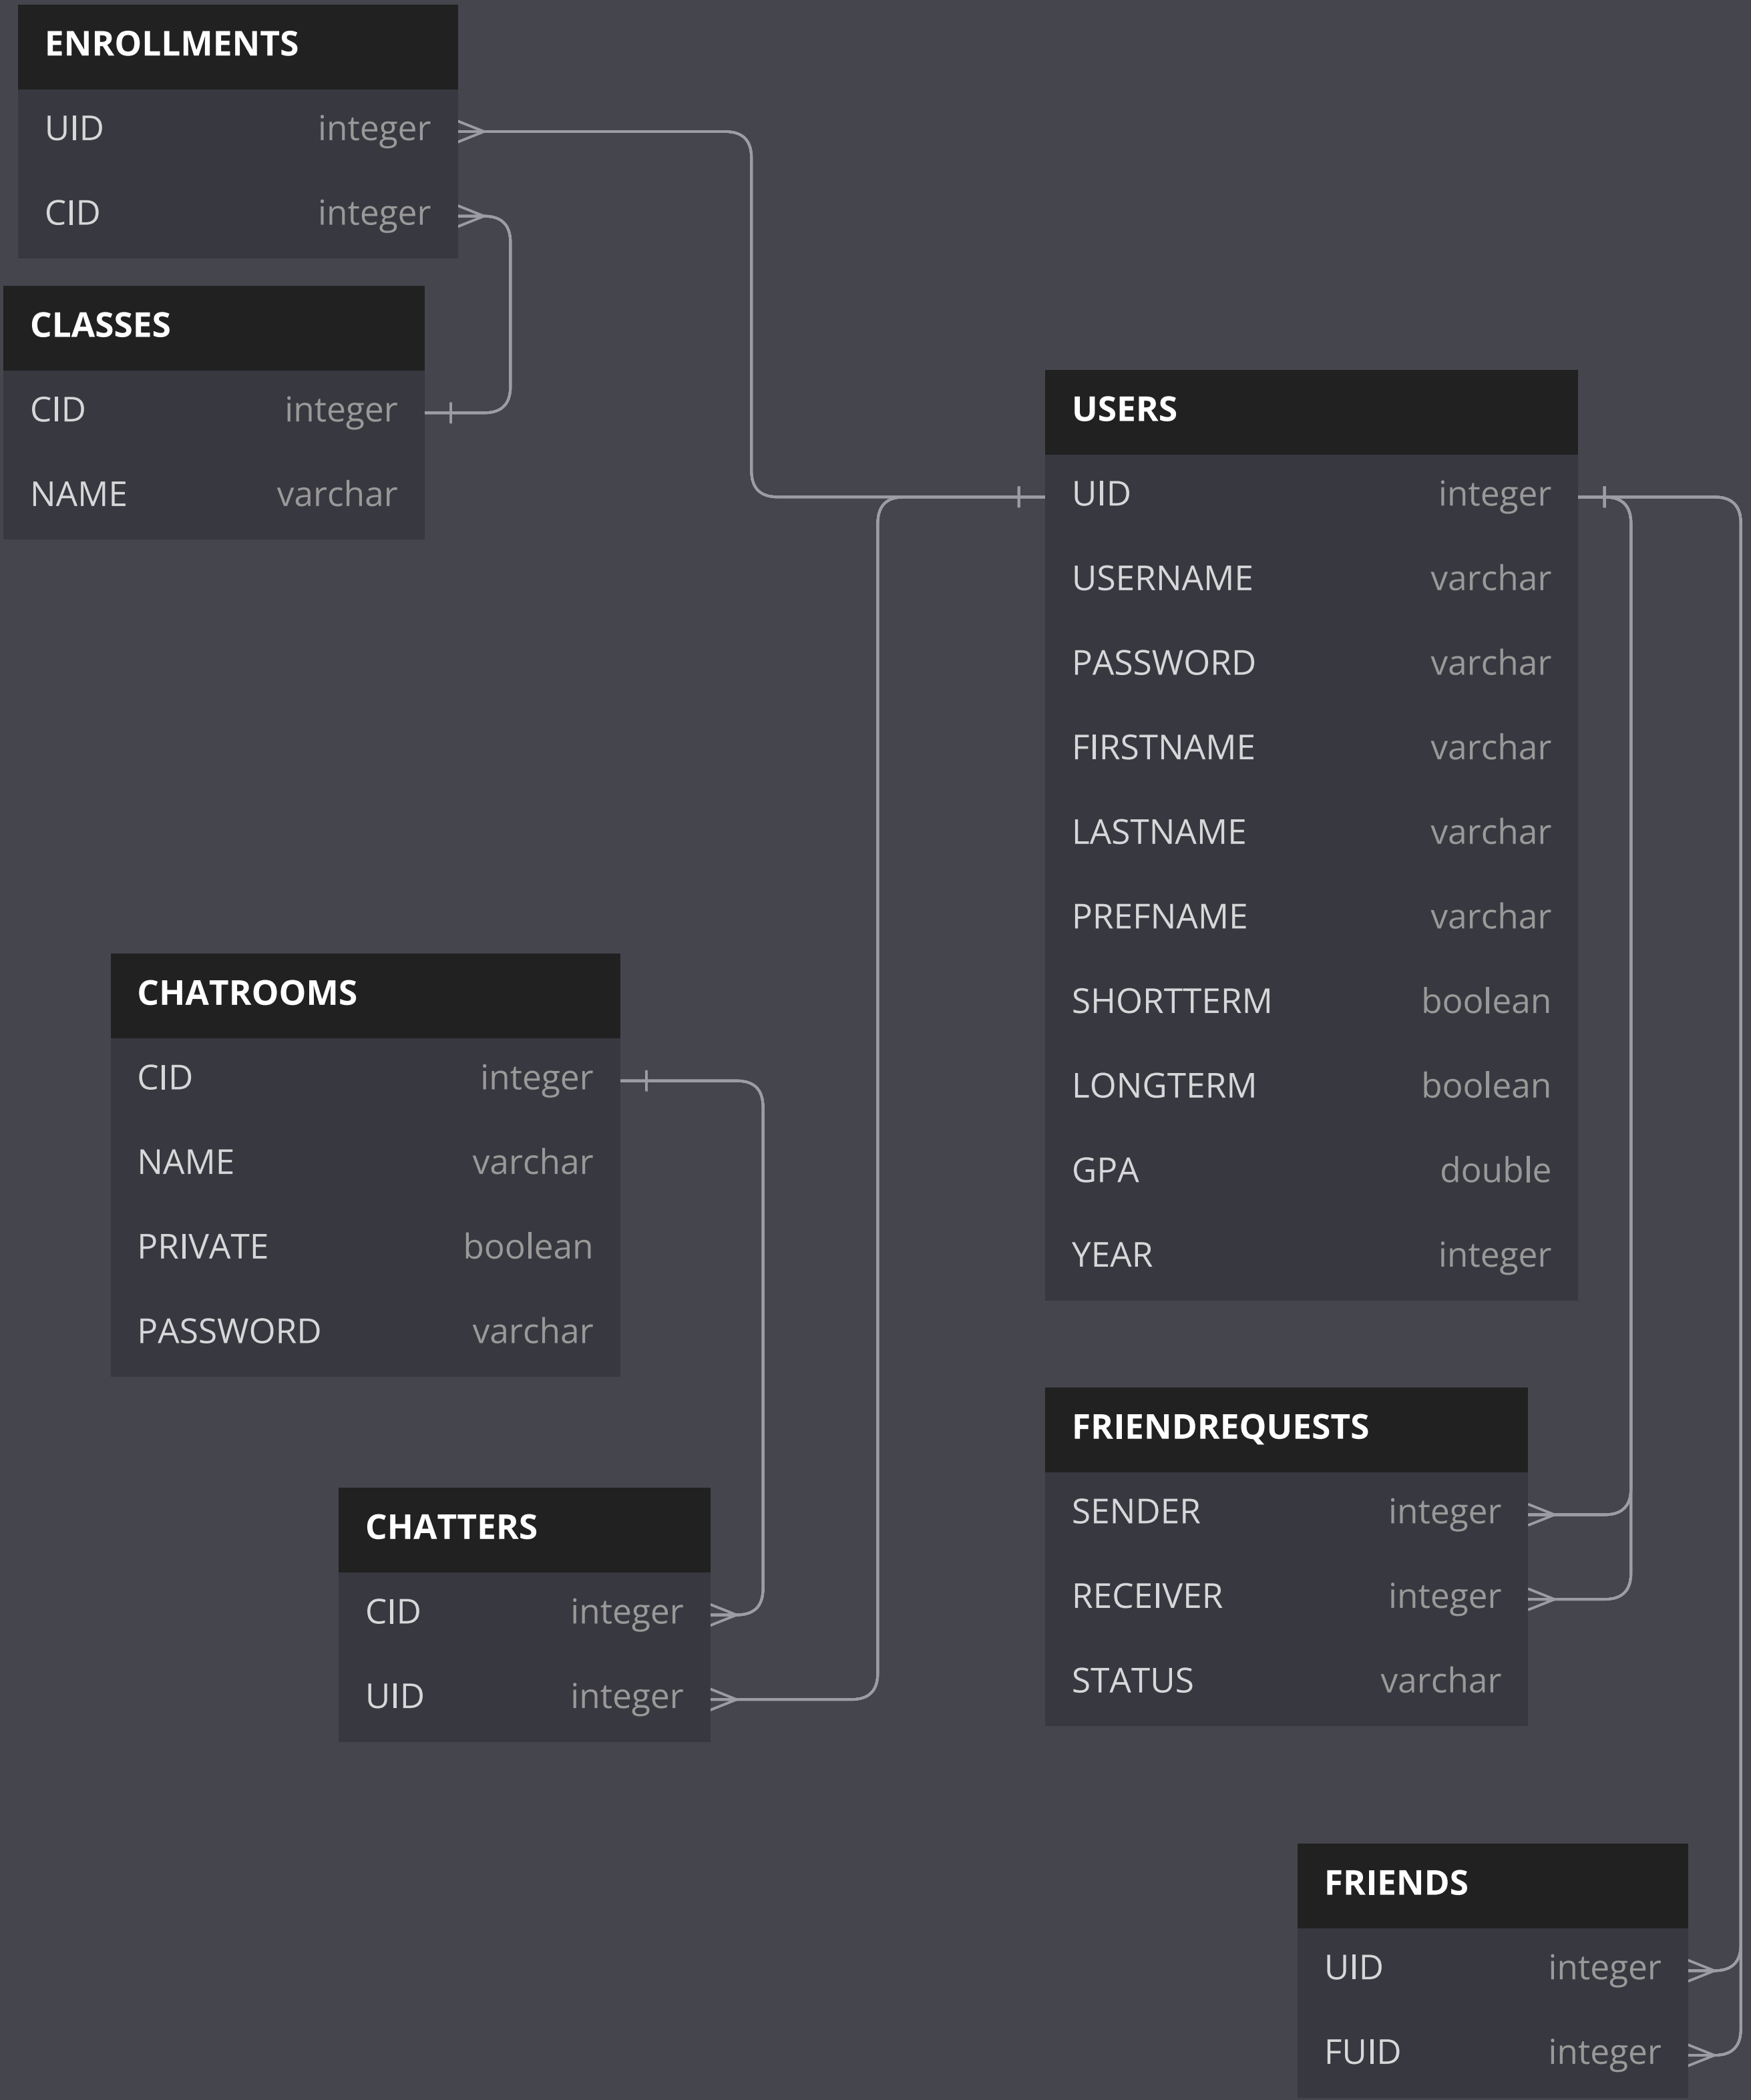 ENROLLMENTS
UID integer
CID integer
CLASSES
CID integer
NAME varchar
USERS
UID integer
USERNAME varchar
PASSWORD varchar
FIRSTNAME varchar
LASTNAME varchar
PREFNAME varchar
SHORTTERM boolean
LONGTERM boolean
GPA double
YEAR integer
CHATROOMS
CID integer
NAME varchar
PRIVATE boolean
PASSWORD varchar
FRIENDREQUESTS
SENDER integer
RECEIVER integer
STATUS varchar
CHATTERS
CID integer
UID integer
FRIENDS
UID integer
FUID integer